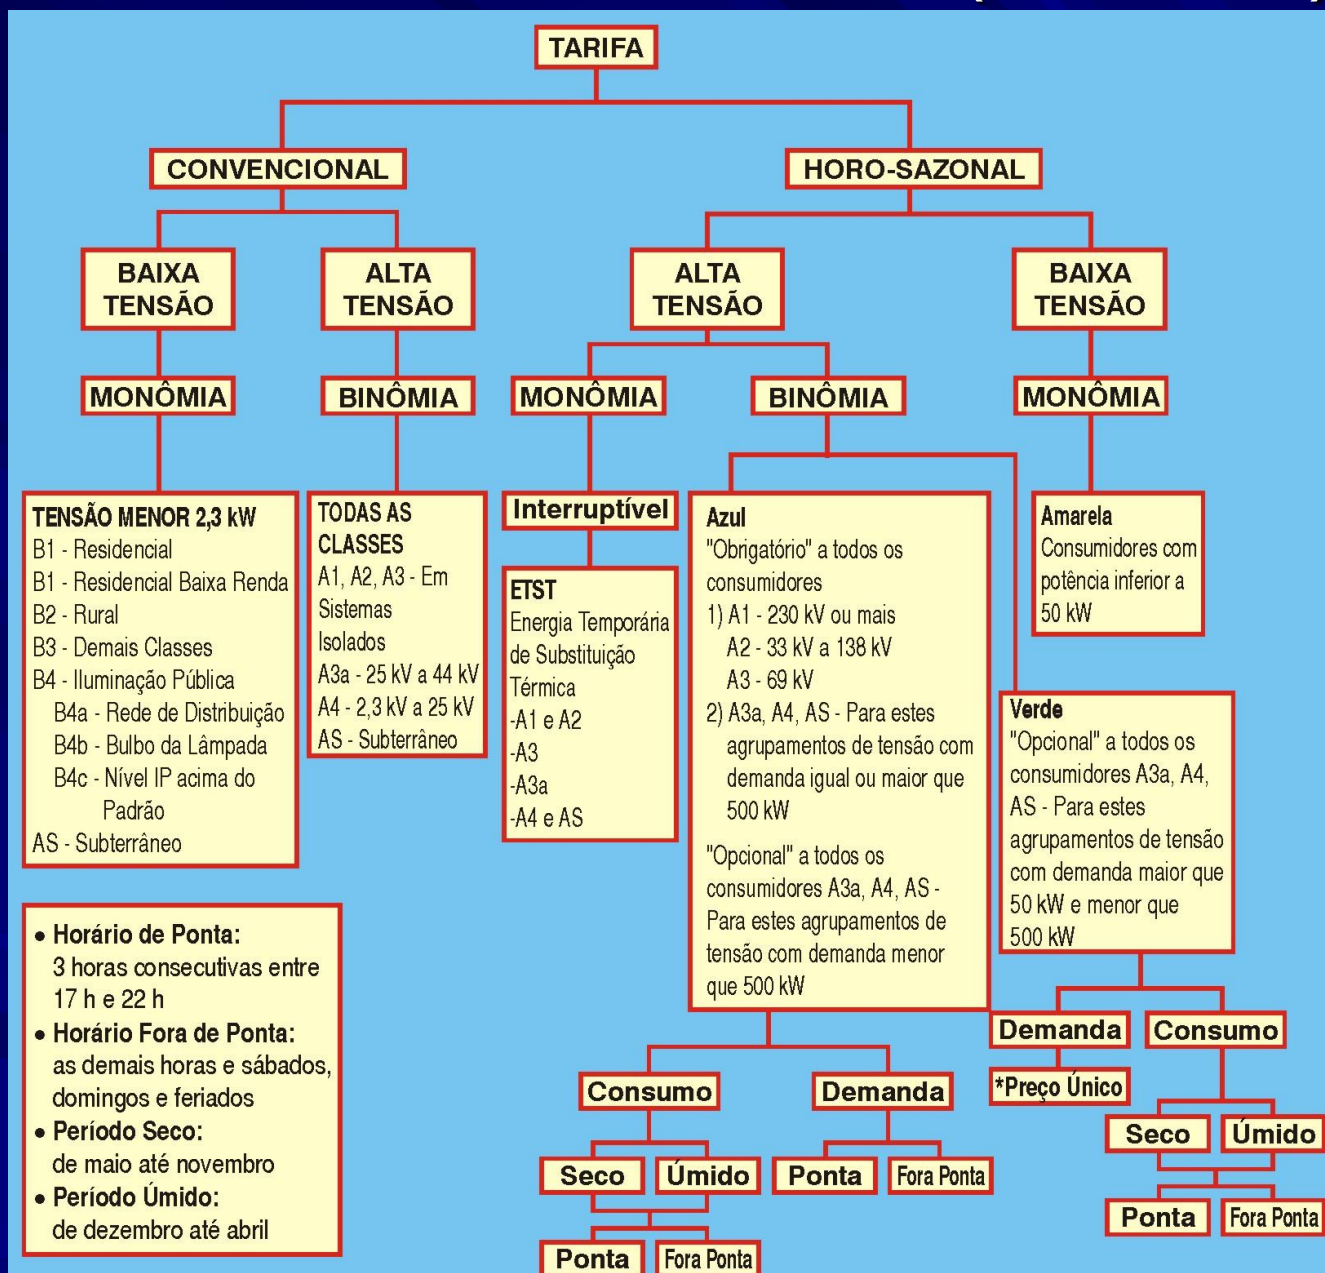 TARIFA
CONVENCIONAL
HORO-SAZONAL
BAIXA
TENSÃO
ALTA
TENSÃO
ALTA
TENSÃO
BAIXA
TENSÃO
MONÔMIA
BINÔMIA
MONÔMIA
BINÔMIA
MONÔMIA
TENSÃO MENOR 2,3 kW
B1 - Residencial
B1 - Residencial Baixa Renda
B2 - Rural
B3 - Demais Classes
B4 - Iluminação Pública
B4a - Rede de Distribuição
B4b - Bulbo da Lâmpada
B4c - Nível IP acima do
Padrão
AS - Subterrâneo
TODAS AS
CLASSES
A1, A2, A3 - Em
Sistemas
Isolados
A3a - 25 kV a 44 kV
A4 - 2,3 kV a 25 kV
AS - Subterrâneo
Interruptível
ETST
Energia Temporária
de Substituição
Térmica
-A1 e A2
-A3
-A3a
-A4 e AS
Azul
"Obrigatório" a todos os
consumidores
1) A1 - 230 kV ou mais
A2 - 33 kV a 138 kV
A3 - 69 kV
2) A3a, A4, AS - Para estes
agrupamentos de tensão com
demanda igual ou maior que
500 kW
"Opcional" a todos os
consumidores A3a, A4, AS -
Para estes agrupamentos de
tensão com demanda menor
que 500 kW
Amarela
Consumidores com
potência inferior a
50 kW
Verde
"Opcional" a todos os
consumidores A3a, A4,
AS - Para estes
agrupamentos de tensão
com demanda maior que
50 kW e menor que
500 kW
• Horário de Ponta:
3 horas consecutivas entre
17 h e 22 h
• Horário Fora de Ponta:
as demais horas e sábados,
domingos e feriados
• Período Seco:
de maio até novembro
• Período Úmido:
de dezembro até abril
Consumo
Demanda
Seco
Úmido
Ponta
Fora Ponta
Ponta
Fora Ponta
Demanda
Consumo
*Preço Único
Seco
Úmido
Ponta
Fora Ponta